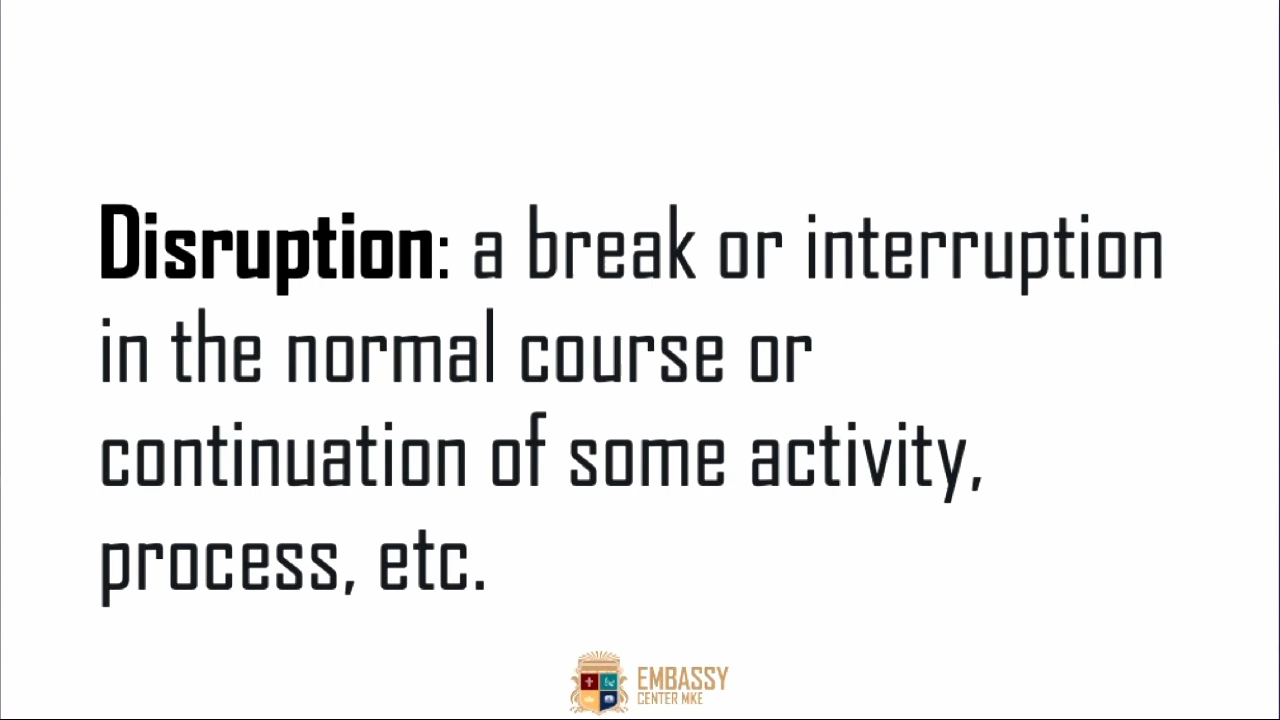 Disruption: a break or interruption
in the normal course or
continuation of some activity,
process, etc.
EMBASSY
CENTER MKE